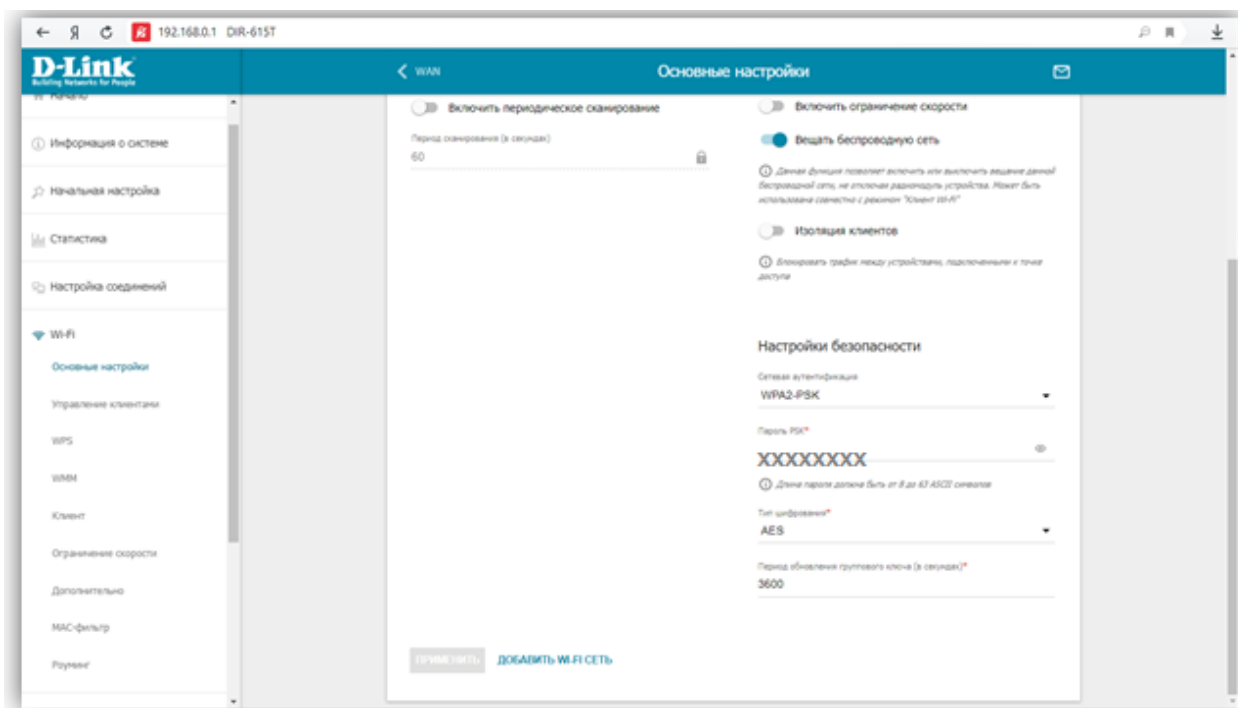 192.168.0.1 DIR-615T
D-Link
Building Networks for People
WAN
Основные настройки
Начало
Информация о системе
Начальная настройка
Статистика
Настройка соединений
Wi-Fi
Основные настройки
Управление клиентами
WPS
WMM
Клиент
Ограничение скорости
Дополнительно
MAC-фильтр
Роуминг
Включить периодическое сканирование
Период сканирования (в секундах)
60
Включить ограничение скорости
Вещать беспроводную сеть
Данная функция позволяет включить или выключить вещание данной
беспроводной сети, не отключая радиомодуль устройства. Может быть
использована совместно с режимом "Клиент Wi-Fi"
Изоляция клиентов
Блокировать трафик между устройствами, подключенными к точке
доступа
Настройки безопасности
Сетевая аутентификация
WPA2-PSK
Пароль PSK*
XXXXXXXX
Длина пароля должна быть от 8 до 63 ASCII символов
Тип шифрования*
AES
Период обновления группового ключа (в секундах)*
3600
ПРИМЕНИТЬ
ДОБАВИТЬ WI-FI СЕТЬ